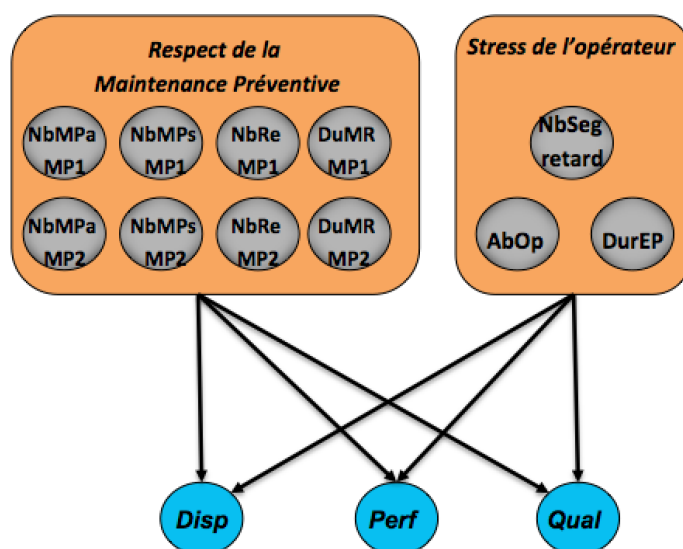 Respect de la
Maintenance Préventive
NbMPa
MP1
NbMPs
MP1
NbRe
MP1
DuMR
MP1
NbMPa
MP2
NbMPs
MP2
NbRe
MP2
DuMR
MP2
Stress de l’opérateur
NbSeg
retard
AbOp
DurEP
Disp
Perf
Qual